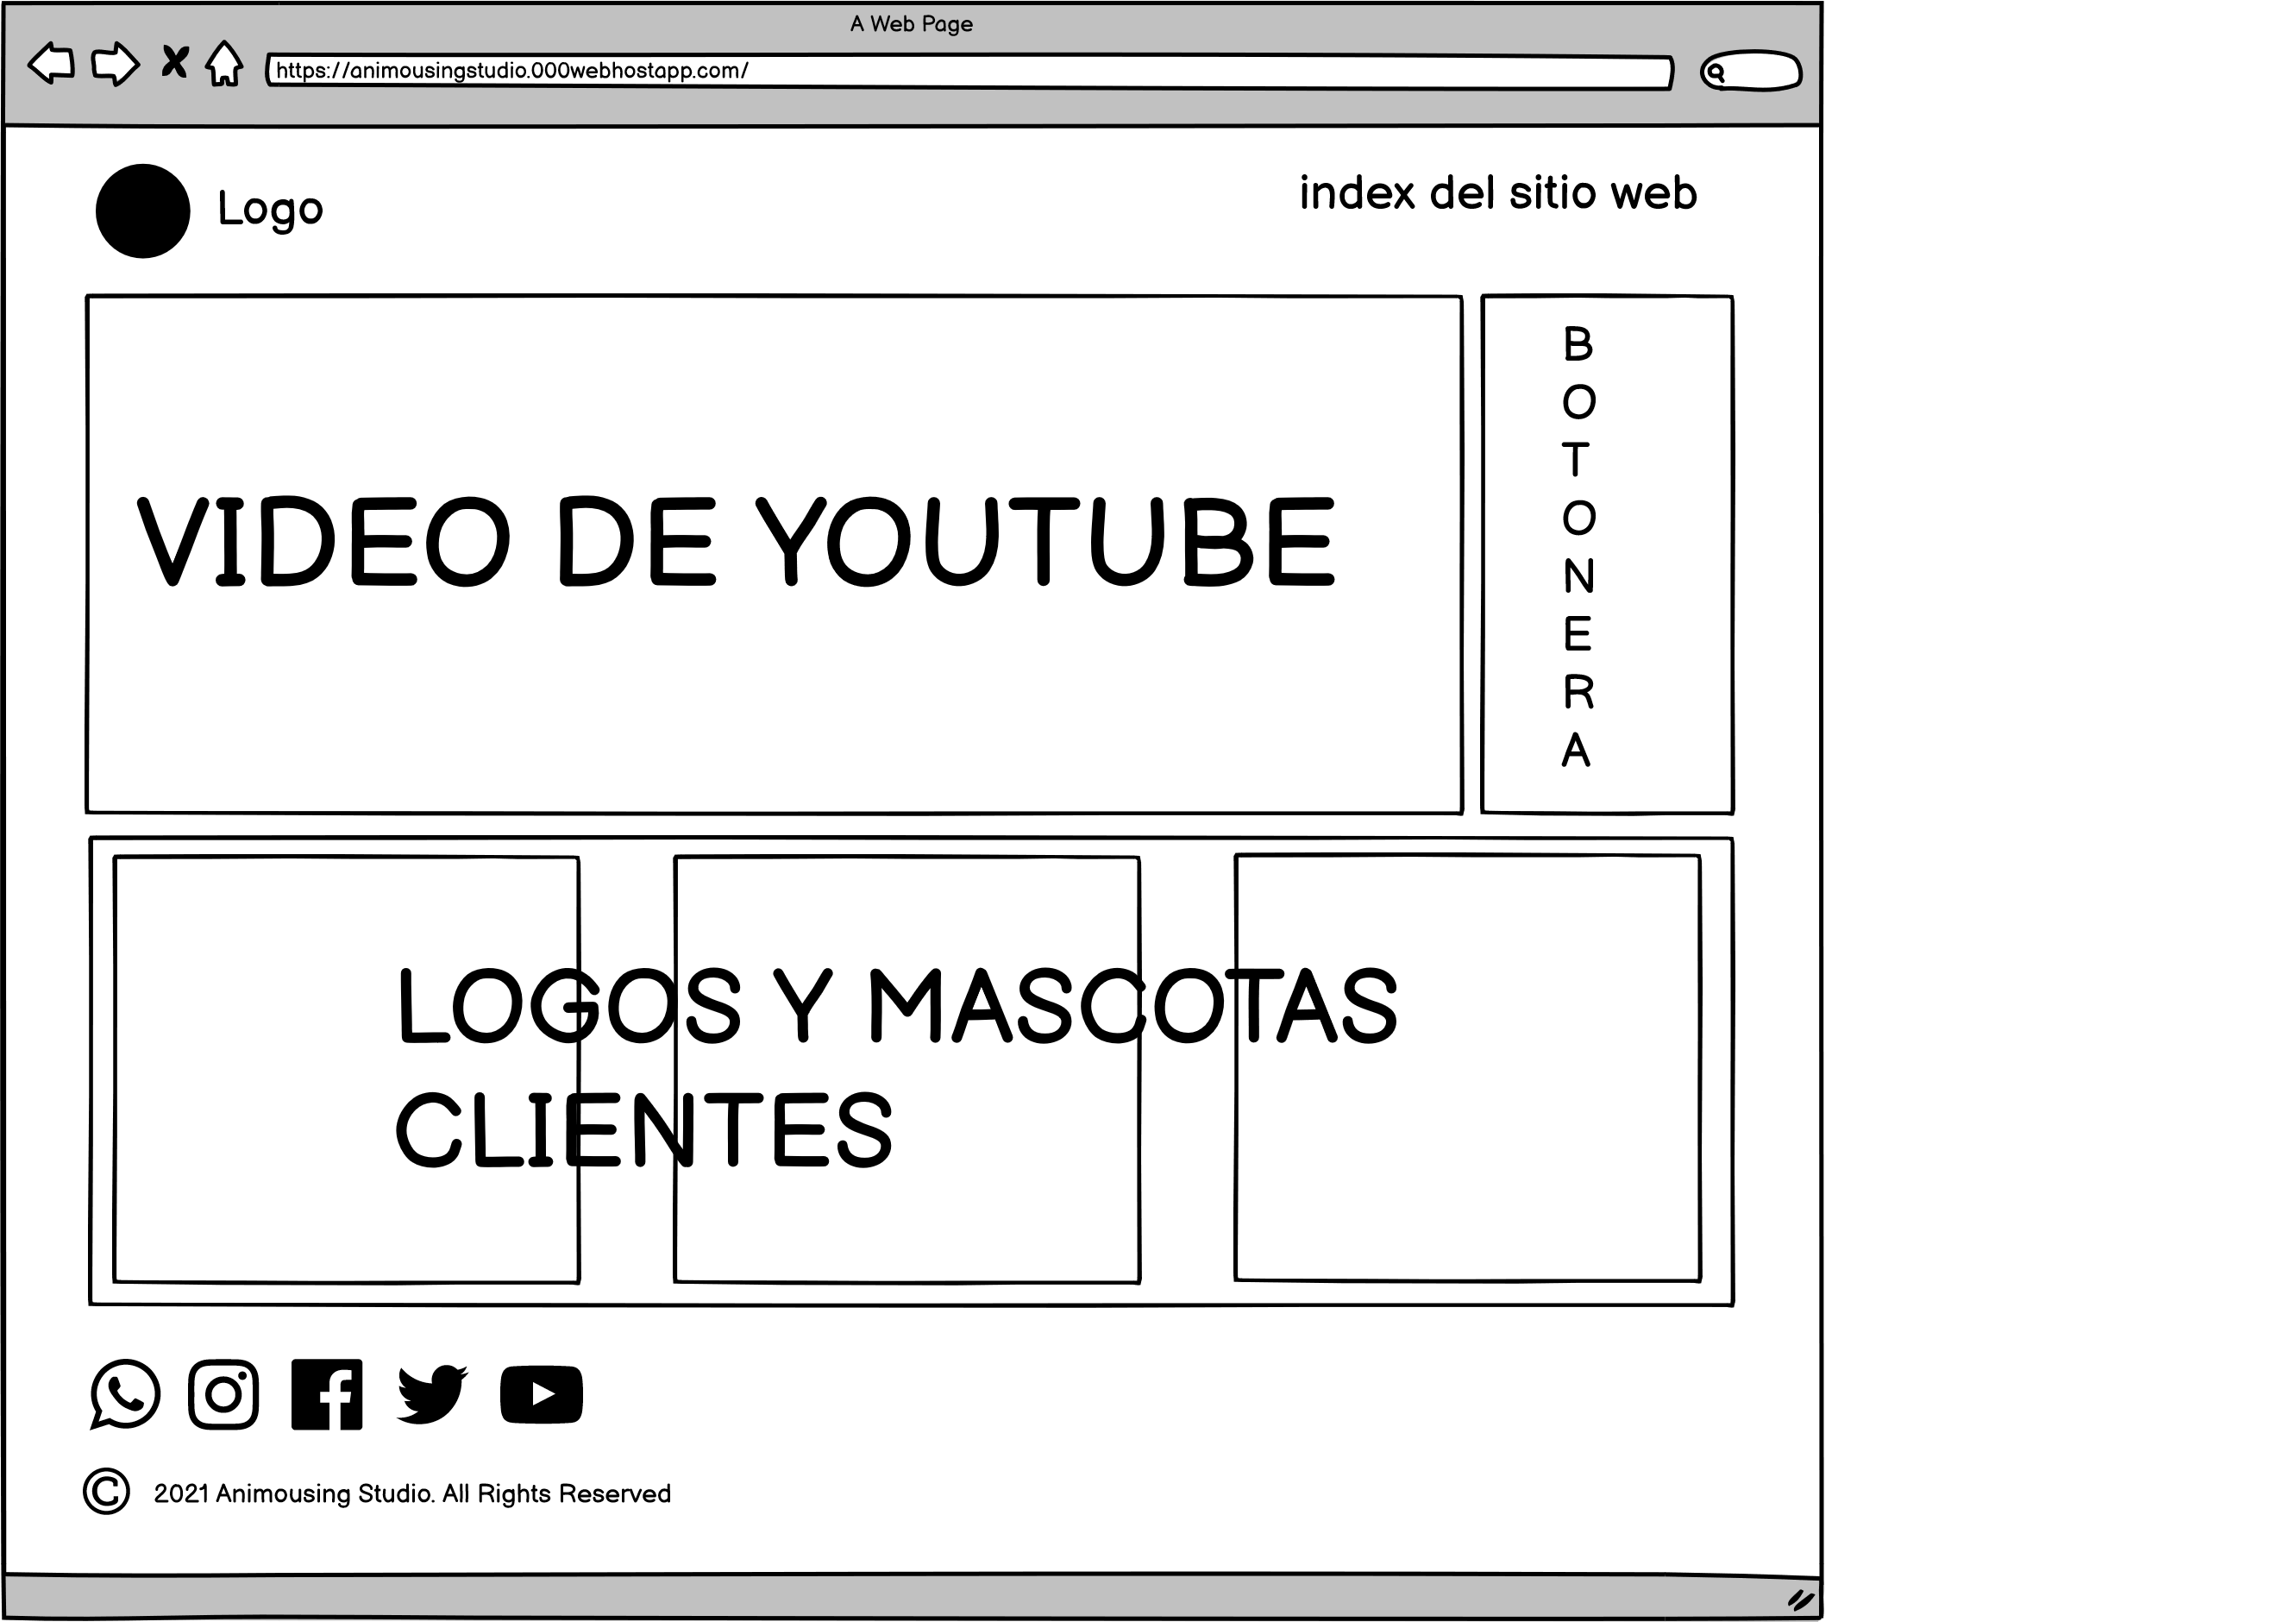 A Web Page
https://animousingstudio.000webhostapp.com/
Logo
index del sitio web
VIDEO DE YOUTUBE
B
O
T
O
N
E
R
A
LOGOS Y MASCOTAS
CLIENTES
© 2021 Animousing Studio. All Rights Reserved